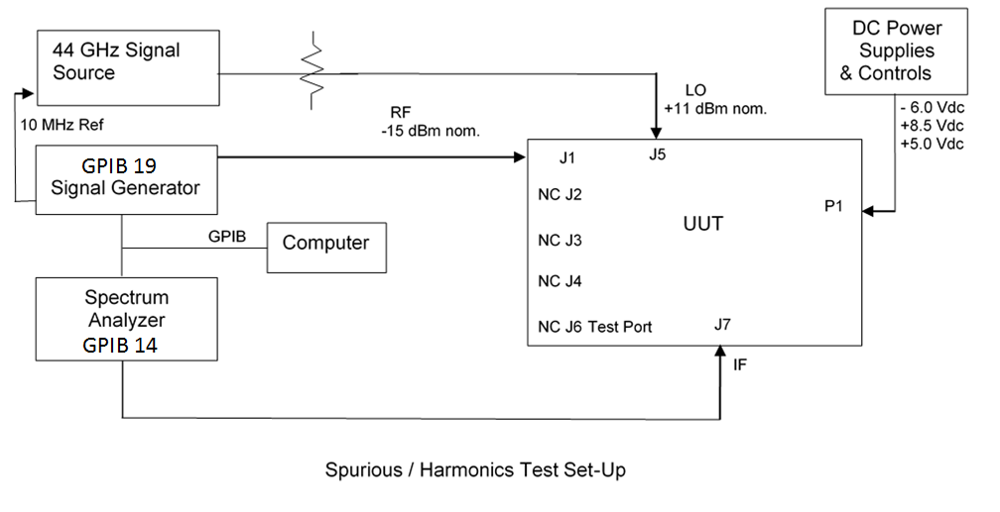 44 GHz Signal
Source
DC Power
Supplies
& Controls
LO
+11 dBm nom.
- 6.0 Vdc
+8.5 Vdc
+5.0 Vdc
10 MHz Ref
RF
-15 dBm nom.
GPIB 19
Signal Generator
J1
J5
NC J2
P1
UUT
GPIB
Computer
NC J3
NC J4
Spectrum
Analyzer
GPIB 14
NC J6 Test Port
J7
IF
Spurious / Harmonics Test Set-Up